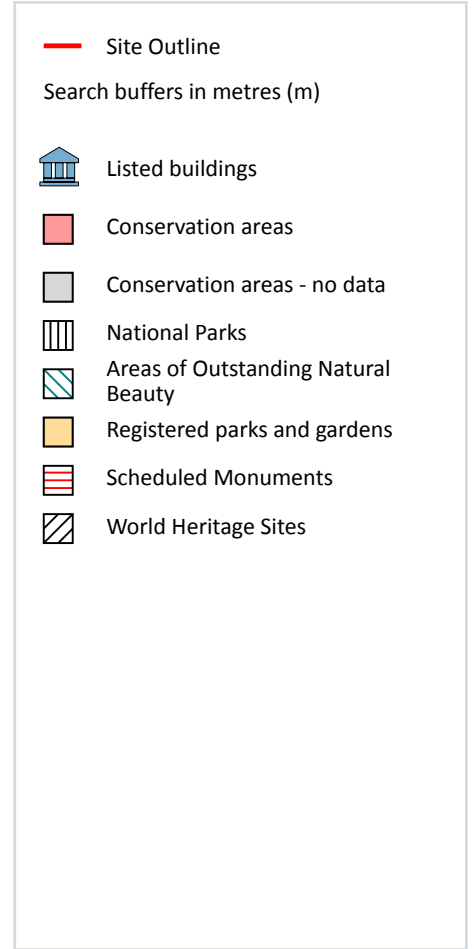 Site Outline
Search buffers in metres (m)
Listed buildings
Conservation areas
Conservation areas - no data
National Parks
Areas of Outstanding Natural
Beauty
Registered parks and gardens
Scheduled Monuments
World Heritage Sites